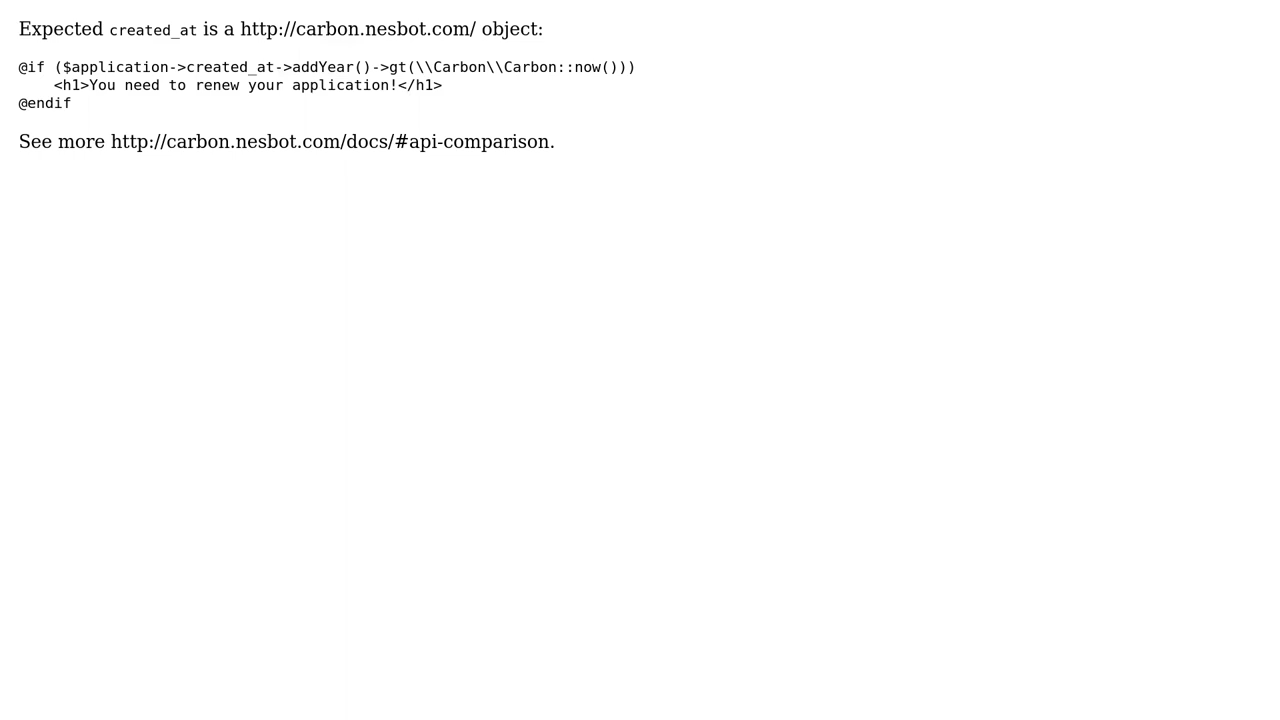 Expected created_at is a http://carbon.nesbot.com/ object:
@if ($application->created_at->addYear()->gt(\\Carbon\\Carbon::now()))
    <h1>You need to renew your application!</h1>
@endif
See more http://carbon.nesbot.com/docs/#api-comparison.